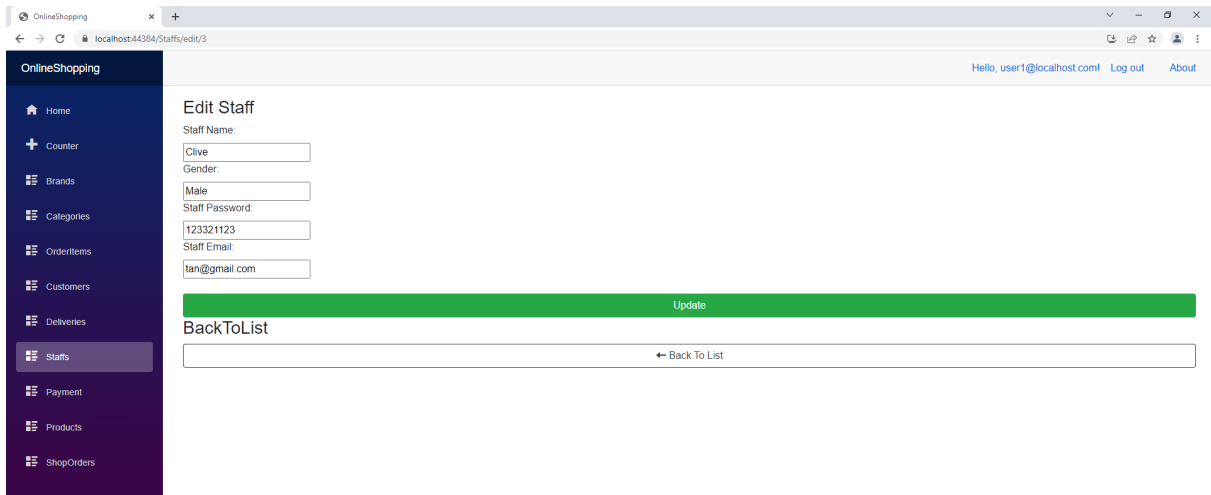 OnlineShopping
localhost:44384/Staffs/edit/3
OnlineShopping
Hello, user1@localhost.com! Log out About
Home
Counter
Brands
Categories
OrderItems
Customers
Deliveries
Staffs
Payment
Products
ShopOrders
Edit Staff
Staff Name:
Clive
Gender:
Male
Staff Password:
123321123
Staff Email:
tan@gmail.com
Update
BackToList
Back To List